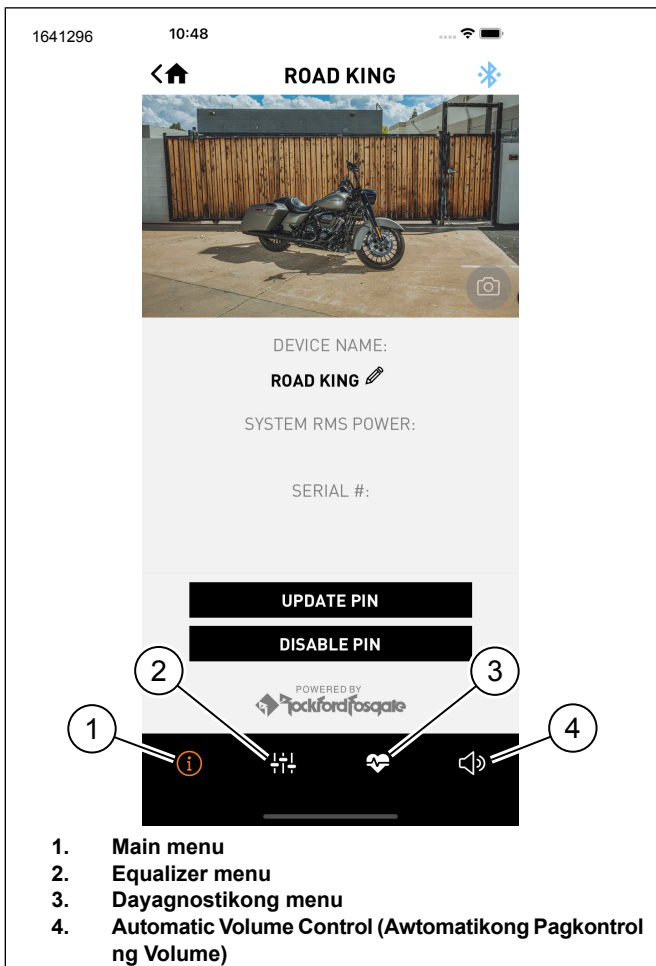 1641296
10:48
ROAD KING
DEVICE NAME:
ROAD KING
SYSTEM RMS POWER:
SERIAL #:
UPDATE PIN
DISABLE PIN
POWERED BY
Rockford Fosgate
1
2
3
4
1. Main menu
2. Equalizer menu
3. Dayagnostikong menu
4. Automatic Volume Control (Awtomatikong Pagkontrol
ng Volume)